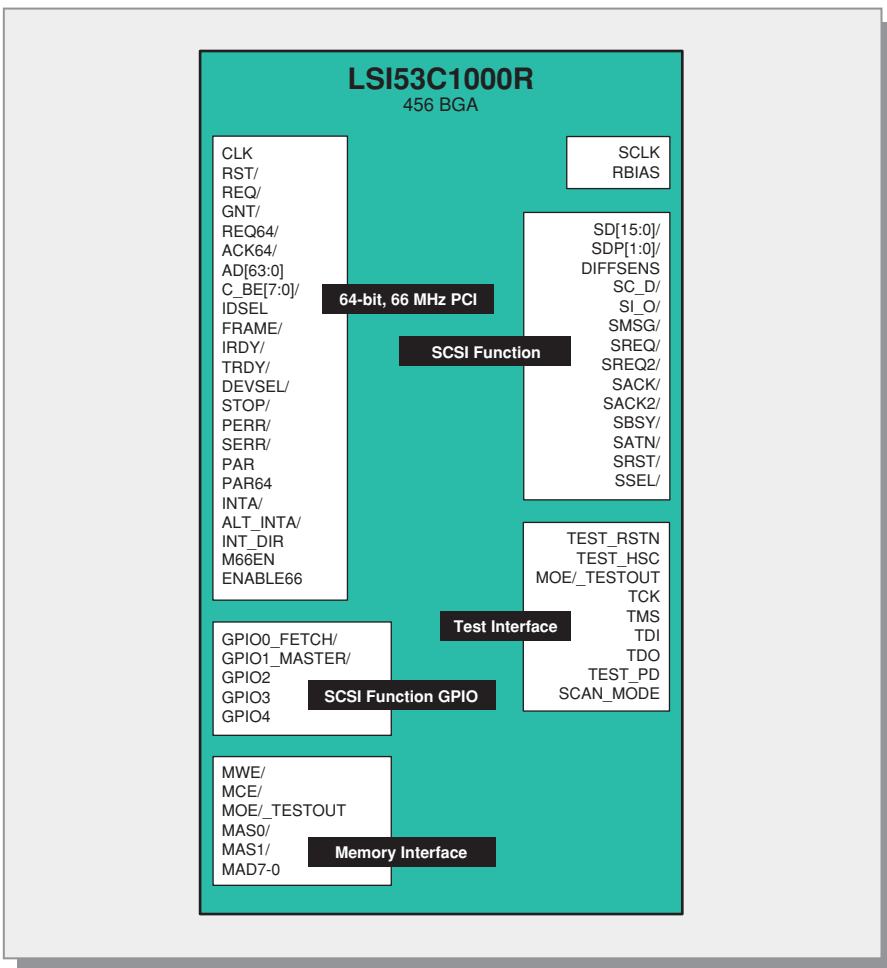 LSI53C1000R
456 BGA
CLK
RST/
REQ/
GNT/
REQ64/
ACK64/
AD[63:0]
C_BE[7:0]/
IDSEL
FRAME/
IRDY/
TRDY/
DEVSEL/
STOP/
PERR/
SERR/
PAR
PAR64
INTA/
ALT_INTA/
INT_DIR
M66EN
ENABLE66
64-bit, 66 MHz PCI
GPIO0_FETCH/
GPIO1_MASTER/
GPIO2
GPIO3
GPIO4
SCSI Function GPIO
MWE/
MCE/
MOE/_TESTOUT
MAS0/
MAS1/
MAD7-0
Memory Interface
SCLK
RBIAS
SD[15:0]/
SDP[1:0]/
DIFFSENS
SC_D/
SI_O/
SMSG/
SREQ/
SREQ2/
SACK/
SACK2/
SBSY/
SATN/
SRST/
SSEL/
SCSI Function
TEST_RSTN
TEST_HSC
MOE/_TESTOUT
TCK
TMS
TDI
TDO
TEST_PD
SCAN_MODE
Test Interface